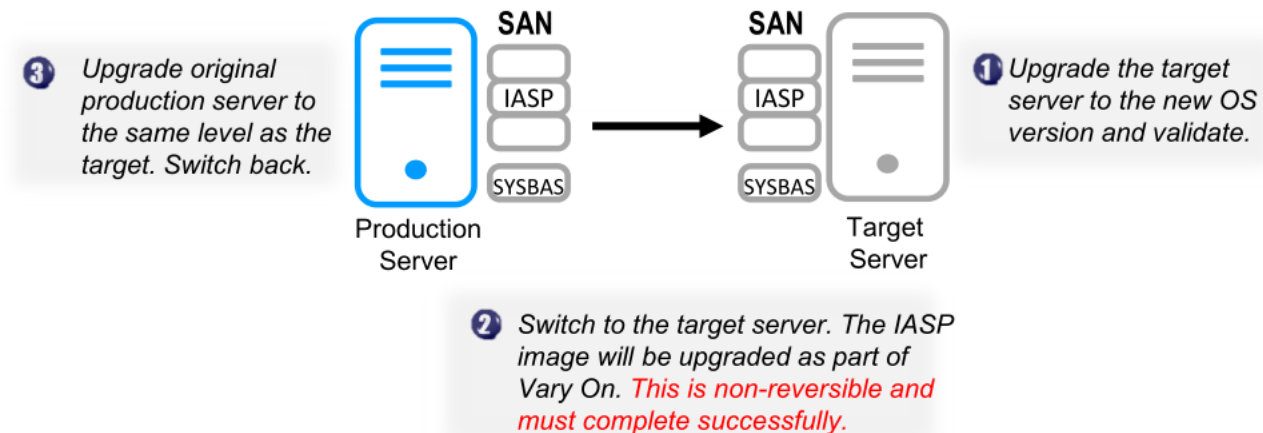 3 Upgrade original
production server to
the same level as the
target. Switch back.
SAN
IASP
SYSBAS
Production
Server
SAN
IASP
SYSBAS
Target
Server
1 Upgrade the target
server to the new OS
version and validate.
2 Switch to the target server. The IASP
image will be upgraded as part of
Vary On. This is non-reversible and
must complete successfully.